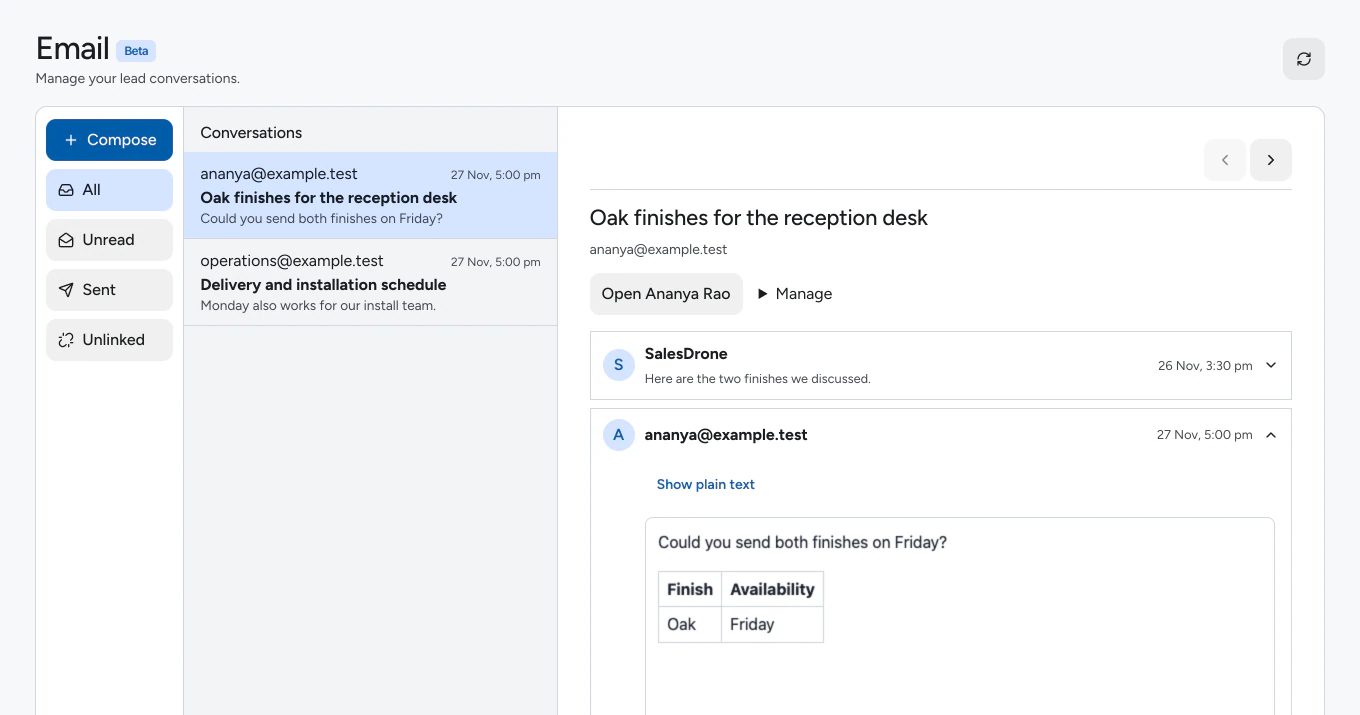 Email Beta
Manage your lead conversations.
Compose
All
Unread
Sent
Unlinked
Conversations
ananya@example.test 27 Nov, 5:00 pm
Oak finishes for the reception desk
Could you send both finishes on Friday?
operations@example.test 27 Nov, 5:00 pm
Delivery and installation schedule
Monday also works for our install team.
Oak finishes for the reception desk
ananya@example.test
Open Ananya Rao Manage
S SalesDrone 26 Nov, 3:30 pm
Here are the two finishes we discussed.
A ananya@example.test 27 Nov, 5:00 pm
Show plain text
Could you send both finishes on Friday?
Finish Availability
Oak Friday